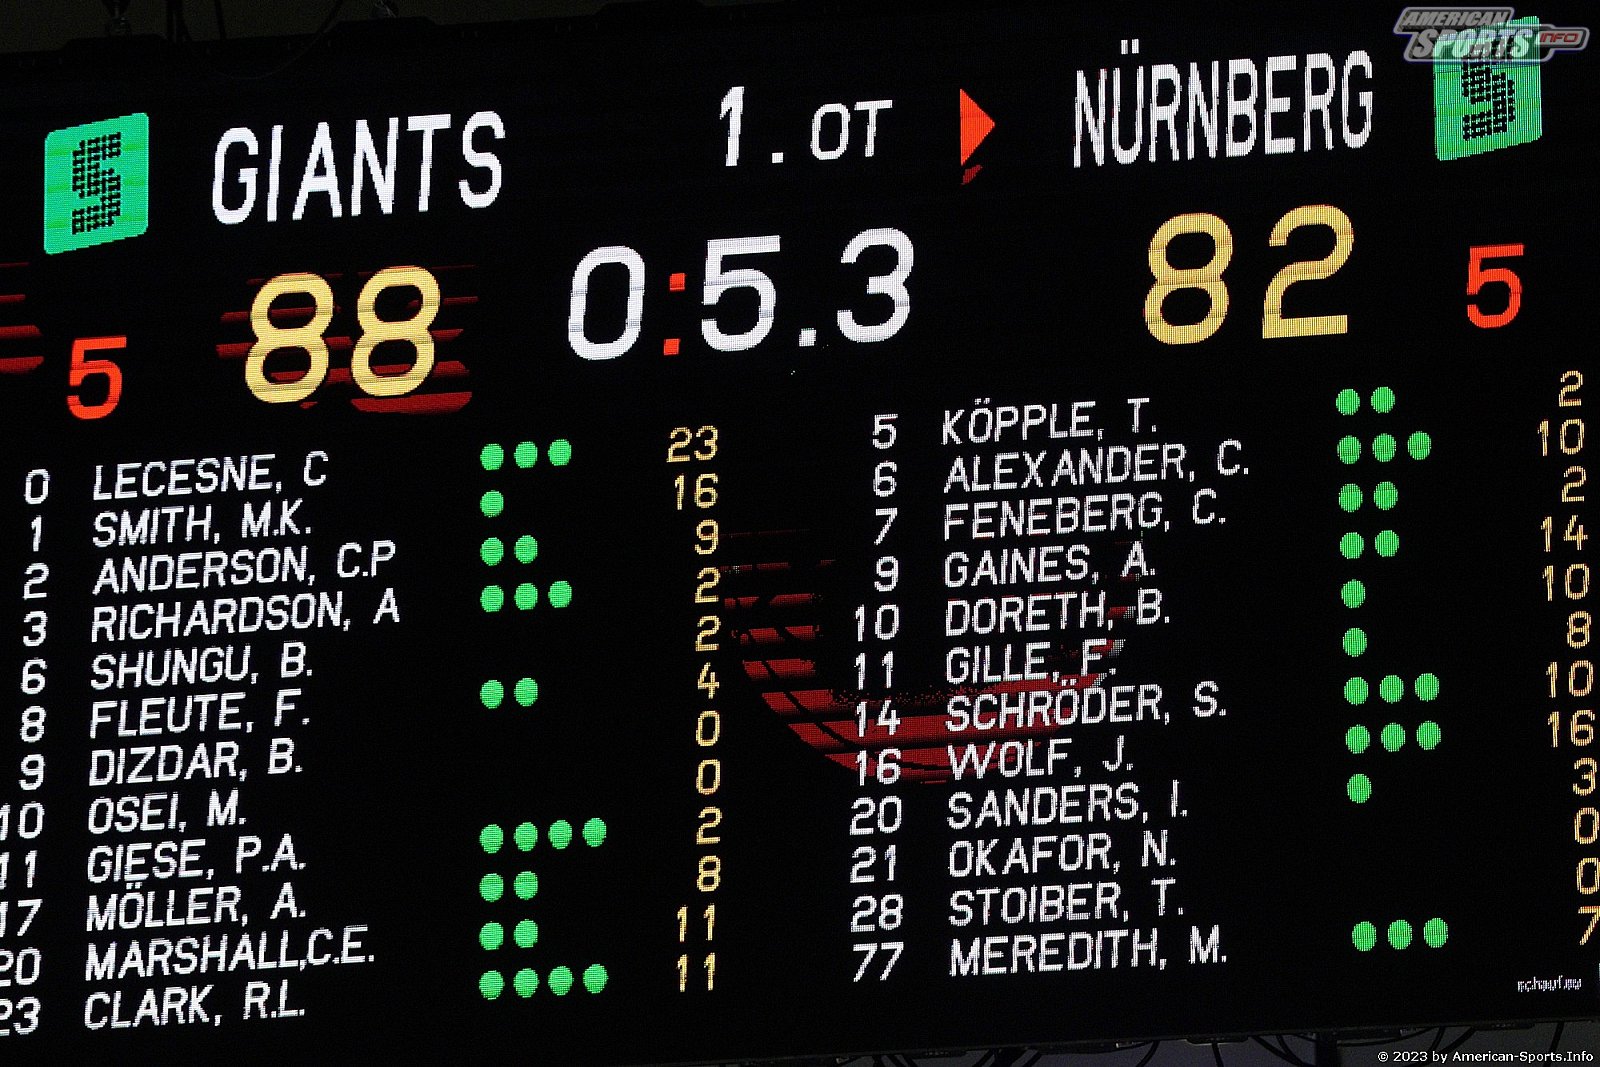 AMERICAN
SPORTS INFO
GIANTS 1. OT NÜRNBERG
88 0:5.3 82
5 5
0 LECESNE, C 23
1 SMITH, M.K. 16
2 ANDERSON, C.P 9
3 RICHARDSON, A 2
6 SHUNGU, B. 2
8 FLEUTE, F. 4
9 DIZDAR, B. 0
10 OSEI, M. 0
11 GIESE, P.A. 2
17 MÖLLER, A. 8
20 MARSHALL,C.E. 11
23 CLARK, R.L. 11
5 KÖPPLE, T. 2
6 ALEXANDER, C. 10
7 FENEBERG, C. 2
9 GAINES, A. 14
10 DORETH, B. 10
11 GILLE, F. 8
14 SCHRÖDER, S. 10
16 WOLF, J. 16
20 SANDERS, I. 3
21 OKAFOR, N. 0
28 STOIBER, T. 0
77 MEREDITH, M. 7
© 2023 by American-Sports.Info